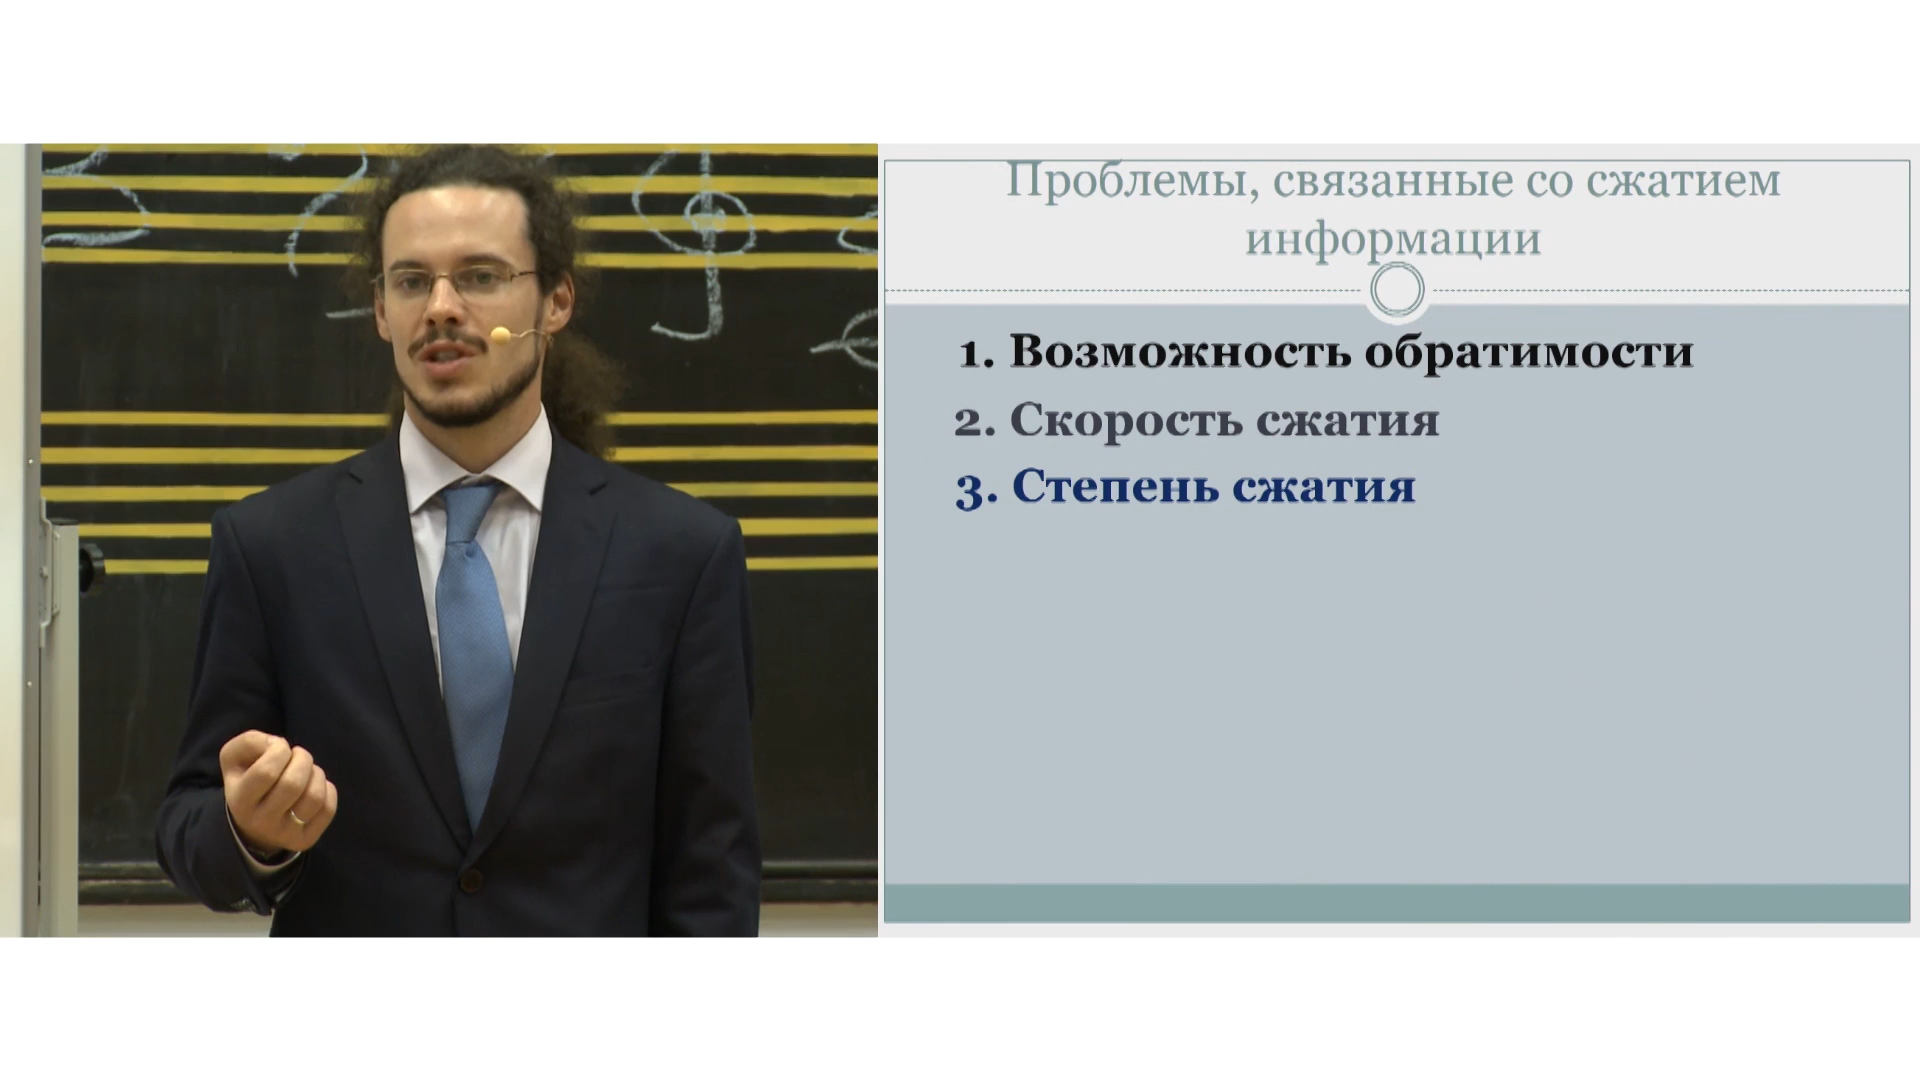 Проблемы, связанные со сжатием
информации
1. Возможность обратимости
2. Скорость сжатия
3. Степень сжатия